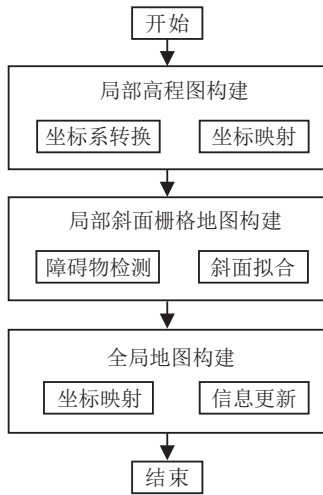 开始
局部高程图构建
坐标系转换 坐标映射
局部斜面栅格地图构建
障碍物检测 斜面拟合
全局地图构建
坐标映射 信息更新
结束